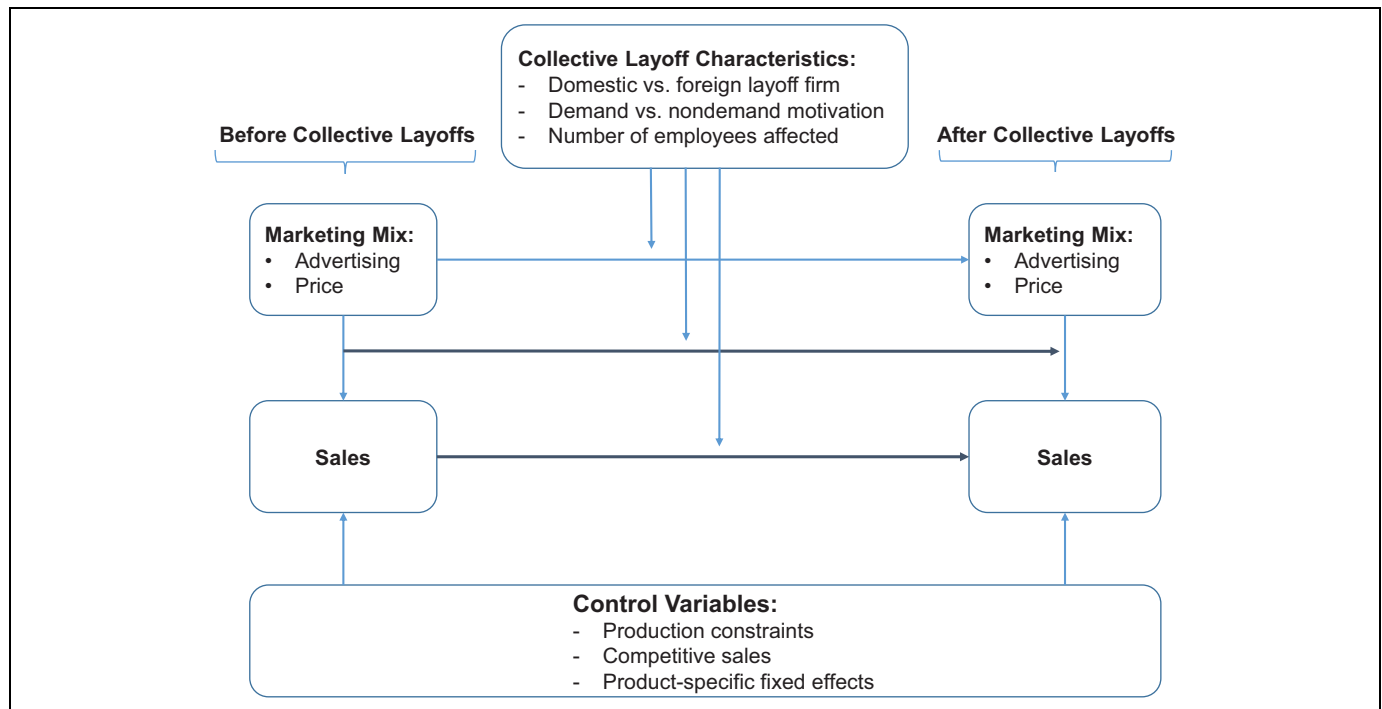 Collective Layoff Characteristics:
- Domestic vs. foreign layoff firm
- Demand vs. nondemand motivation
- Number of employees affected
Before Collective Layoffs
After Collective Layoffs
Marketing Mix:
• Advertising
• Price
Marketing Mix:
• Advertising
• Price
Sales
Sales
Control Variables:
- Production constraints
- Competitive sales
- Product-specific fixed effects